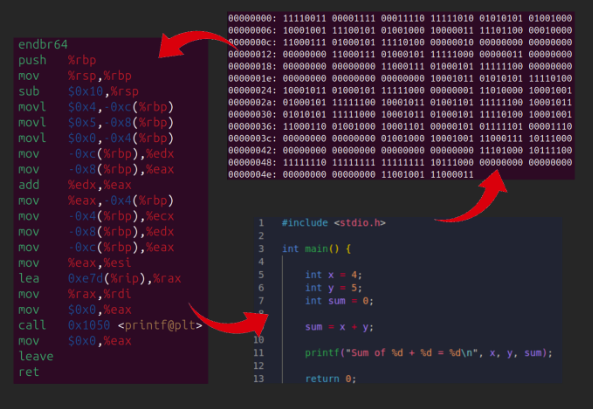 endbr64
push %rbp
mov %rsp,%rbp
sub $0x10,%rsp
movl $0x4,-0xc(%rbp)
movl $0x5,-0x8(%rbp)
movl $0x0,-0x4(%rbp)
mov -0xc(%rbp),%edx
mov -0x8(%rbp),%eax
add %edx,%eax
mov %eax,-0x4(%rbp)
mov -0x4(%rbp),%ecx
mov -0x8(%rbp),%edx
mov -0xc(%rbp),%eax
mov %eax,%esi
lea 0xe7d(%rip),%rax
mov %rax,%rdi
mov $0x0,%eax
call 0x1050 <printf@plt>
mov $0x0,%eax
leave
ret
00000000: 11110011 00001111 00011110 11111010 01010101 01001000
00000006: 10001001 11100101 01001000 10000011 11101100 00010000
0000000c: 11000111 01000101 11110100 00000010 00000000 00000000
00000012: 00000000 11000111 01000101 11111000 00000011 00000000
00000018: 00000000 00000000 11000111 01000101 11111100 00000000
0000001e: 00000000 00000000 00000000 10001011 01010101 11110100
00000024: 10001011 01000101 11111000 00000001 11010000 10001001
0000002a: 01000101 11111100 10001011 01001101 11111100 10001011
00000030: 01010101 11111000 10001011 01000101 11110100 10001001
00000036: 11000110 01001000 10001101 00000101 01111101 00001110
0000003c: 00000000 00000000 01001000 10001001 11000111 10111000
00000042: 00000000 00000000 00000000 00000000 11101000 10111100
00000048: 11111110 11111111 11111111 10111000 00000000 00000000
0000004e: 00000000 00000000 11001001 11000011
1 #include <stdio.h>
2
3 int main() {
4
5 int x = 4;
6 int y = 5;
7 int sum = 0;
8
sum = x + y;
10
11 printf("Sum of %d + %d = %d\n", x, y, sum);
12
13 return 0;